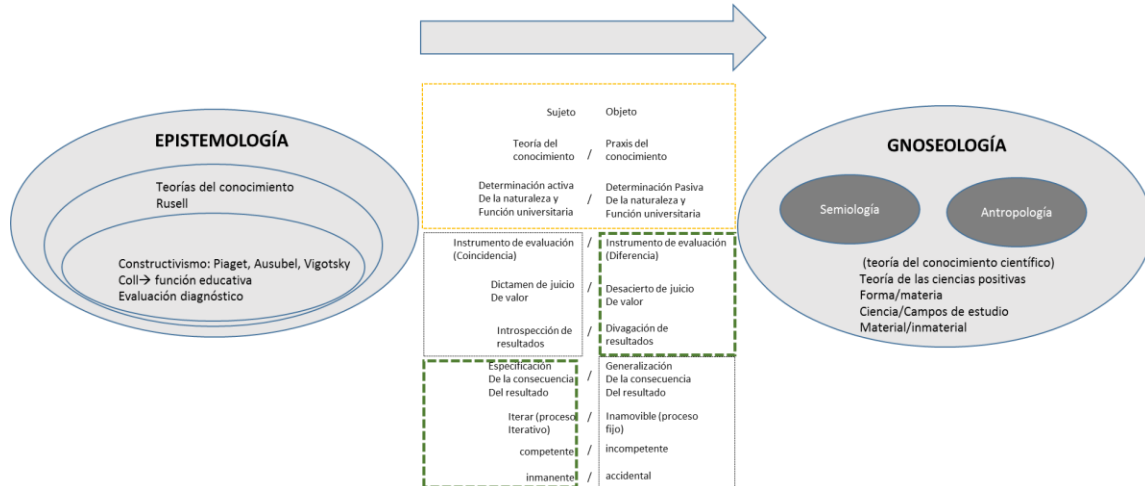 EPISTEMOLOGÍA
Teorías del conocimiento
Rusell
Constructivismo: Piaget, Ausubel, Vigotsky
Coll→ función educativa
Evaluación diagnóstico
Sujeto Objeto
Teoría del / Praxis del
conocimiento conocimiento
Determinación activa / Determinación Pasiva
De la naturaleza y De la naturaleza y
Función universitaria Función universitaria
Instrumento de evaluación / Instrumento de evaluación
(Coincidencia) (Diferencia)
Dictamen de juicio / Desacierto de juicio
De valor De valor
Introspección de / Divagación de
resultados resultados
Especificación / Generalización
De la consecuencia De la consecuencia
Del resultado Del resultado
Iterar (proceso / Inamovible (proceso
Iterativo) fijo)
competente / incompetente
inmanente / accidental
GNOSEOLOGÍA
Semiología
Antropología
(teoría del conocimiento científico)
Teoría de las ciencias positivas
Forma/materia
Ciencia/Campos de estudio
Material/inmaterial